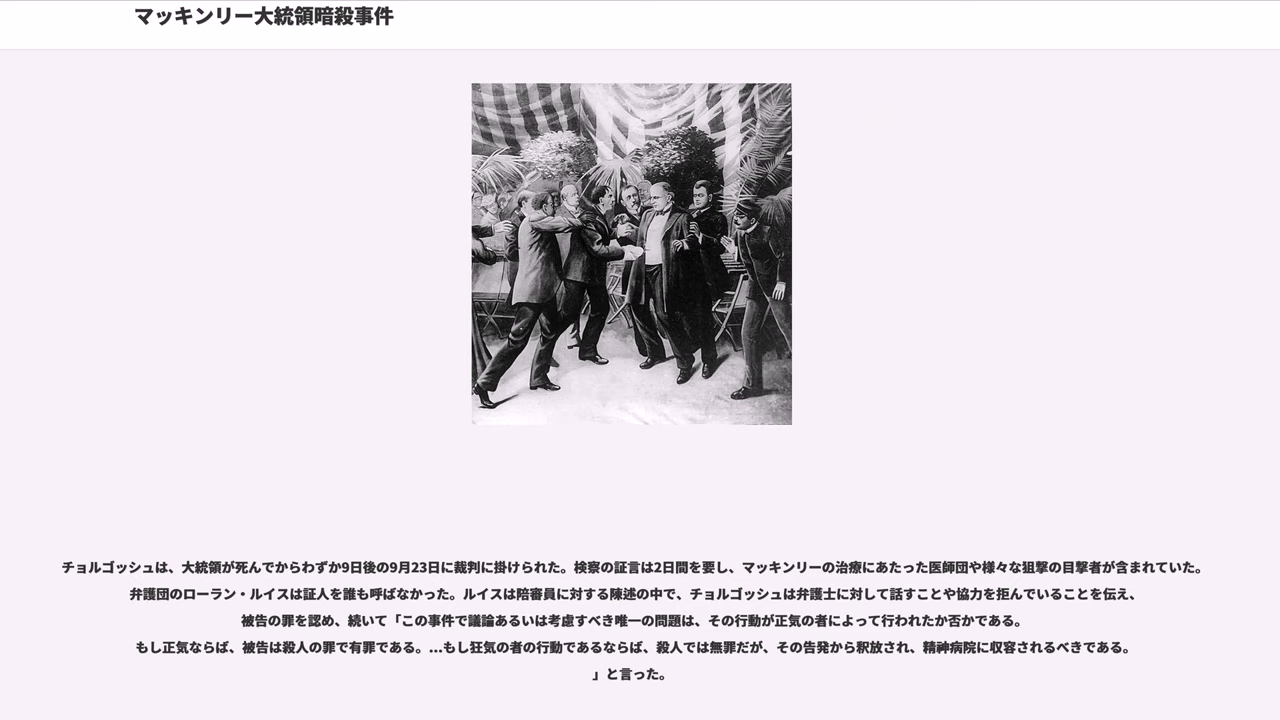 マッキンリー大統領暗殺事件
チョルゴッシュは、大統領が死んでからわずか9日後の9月23日に裁判に掛けられた。検察の証言は2日間を要し、マッキンリーの治療にあたった医師団や様々な狙撃の目撃者が含まれていた。
弁護団のローラン・ルイスは証人を誰も呼ばなかった。ルイスは陪審員に対する陳述の中で、チョルゴッシュは弁護士に対して話すことや協力を拒んでいることを伝え、
被告の罪を認め、続いて「この事件で議論あるいは考慮すべき唯一の問題は、その行動が正気の者によって行われたか否かである。
もし正気ならば、被告は殺人の罪で有罪である。…もし狂気の者の行動であるならば、殺人では無罪だが、その告発から釈放され、精神病院に収容されるべきである。
」と言った。